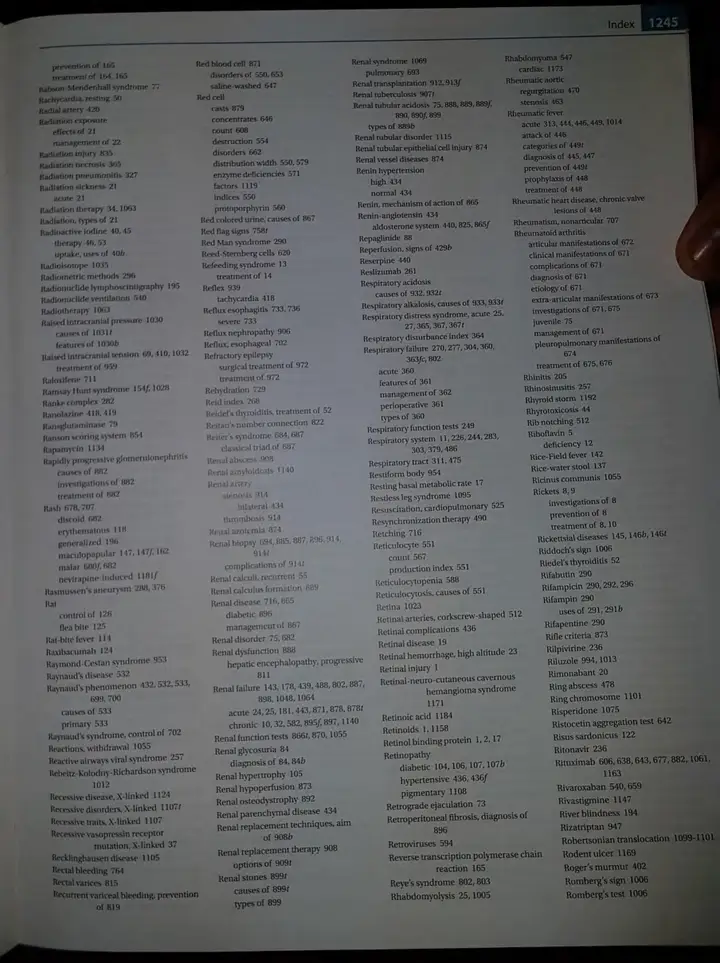 Index 1245
prevention of 165
treatment of 164, 165
Rabson-Mendenhall syndrome 77
Rachycardia, resting 50
Radial artery 420
Radiation exposure
effects of 21
management of 22
Radiation injury 835
Radiation necrosis 365
Radiation pneumonitis 327
Radiation sickness 21
acute 21
Radiation therapy 34, 1063
Radiation, types of 21
Radioactive iodine 40, 45
therapy 46, 53
uptake, uses of 40b
Radioisotope 1035
Radiometric methods 296
Radionuclide lymphoscintigraphy 195
Radionuclide ventilation 540
Radiotherapy 1063
Raised intracranial pressure 1030
causes of 1031t
features of 1030b
Raised intracranial tension 69, 410, 1032
treatment of 959
Raloxifene 711
Ramsay Hunt syndrome 154f, 1028
Ranke complex 282
Ranolazine 418, 419
Ransglutaminase 79
Ranson scoring system 854
Rapamycin 1134
Rapidly progressive glomerulonephritis
causes of 882
investigations of 882
treatment of 882
Rash 678, 707
discoid 682
erythematous 118
generalized 196
maculopapular 147, 147f, 162
malar 680f, 682
nevirapine induced 1181f
Rasmussen's aneurysm 288, 376
Rat
control of 126
flea bite 125
Rat-bite fever 114
Raxibacumab 124
Raymond-Cestan syndrome 953
Raynaud's disease 532
Raynaud's phenomenon 432, 532, 533,
699, 700
causes of 533
primary 533
Raynaud's syndrome, control of 702
Reactions, withdrawal 1055
Reactive airways viral syndrome 257
Rebeitz-Kolodny-Richardson syndrome
1012
Recessive disease, X-linked 1124
Recessive disorders, X-linked 1107t
Recessive traits, X-linked 1107
Recessive vasopressin receptor
mutation, X-linked 37
Recklinghausen disease 1105
Rectal bleeding 764
Rectal varices 815
Recurrent variceal bleeding, prevention
of 819
Red blood cell 871
disorders of 550, 653
saline-washed 647
Red cell
casts 879
concentrates 646
count 608
destruction 554
disorders 662
distribution width 550, 579
enzyme deficiencies 571
factors 1119
indices 550
protoporphyrin 560
Red colored urine, causes of 867
Red flag signs 758t
Red Man syndrome 290
Reed-Sternberg cells 620
Refeeding syndrome 13
treatment of 14
Reflex 939
tachycardia 418
Reflux esophagitis 733, 736
severe 733
Reflux nephropathy 906
Reflux, esophageal 702
Refractory epilepsy
surgical treatment of 972
treatment of 972
Rehydration 729
Reid index 268
Reidel's thyroiditis, treatment of 52
Reitan's number connection 822
Reiter's syndrome 684, 687
classical triad of 687
Renal abscess 908
Renal amyloidosis 1140
Renal artery
stenosis 914
bilateral 434
thrombosis 914
Renal azotemia 874
Renal biopsy 694, 885, 887, 896, 914,
914t
complications of 914t
Renal calculi, recurrent 55
Renal calculus formation 889
Renal disease 716, 665
diabetic 896
management of 867
Renal disorder 75, 682
Renal dysfunction 888
hepatic encephalopathy, progressive
811
Renal failure 143, 178, 439, 488, 802, 887,
898, 1048, 1064
acute 24, 25, 181, 443, 871, 878, 878t
chronic 10, 32, 582, 895f, 897, 1140
Renal function tests 866t, 870, 1055
Renal glycosuria 84
diagnosis of 84, 84b
Renal hypertrophy 105
Renal hypoperfusion 873
Renal osteodystrophy 892
Renal parenchymal disease 434
Renal replacement techniques, aim
of 908b
Renal replacement therapy 908
options of 909t
Renal stones 899t
causes of 899t
types of 899
Renal syndrome 1069
pulmonary 693
Renal transplantation 912, 913f
Renal tuberculosis 907t
Renal tubular acidosis 75, 888, 889, 889f,
890, 890f, 899
types of 889b
Renal tubular disorder 1115
Renal tubular epithelial cell injury 874
Renal vessel diseases 874
Renin hypertension
high 434
normal 434
Renin, mechanism of action of 865
Renin-angiotensin 434
aldosterone system 440, 825, 865f
Repaglinide 88
Reperfusion, signs of 429b
Reserpine 440
Reslizumab 261
Respiratory acidosis
causes of 932, 932t
Respiratory alkalosis, causes of 933, 933t
Respiratory distress syndrome, acute 25,
27, 365, 367, 367t
Respiratory disturbance index 364
Respiratory failure 270, 277, 304, 360,
363t, 802
acute 360
features of 361
management of 362
perioperative 361
types of 360
Respiratory function tests 249
Respiratory system 11, 226, 244, 283,
303, 379, 486
Respiratory tract 311, 475
Restiform body 954
Resting basal metabolic rate 17
Restless leg syndrome 1095
Resuscitation, cardiopulmonary 525
Resynchronization therapy 490
Retching 716
Reticulocyte 551
count 567
production index 551
Reticulocytopenia 588
Reticulocytosis, causes of 551
Retina 1023
Retinal arteries, corkscrew-shaped 512
Retinal complications 436
Retinal disease 19
Retinal hemorrhage, high altitude 23
Retinal injury 1
Retinal-neuro-cutaneous cavernous
hemangioma syndrome
1171
Retinoic acid 1184
Retinoids 1, 1158
Retinol binding protein 1, 2, 17
Retinopathy
diabetic 104, 106, 107, 107b
hypertensive 436, 436f
pigmentary 1108
Retrograde ejaculation 73
Retroperitoneal fibrosis, diagnosis of
896
Retroviruses 594
Reverse transcription polymerase chain
reaction 165
Reye's syndrome 802, 803
Rhabdomyolysis 25, 1005
Rhabdomyoma 547
cardiac 1173
Rheumatic aortic
regurgitation 470
stenosis 463
Rheumatic fever
acute 313, 444, 446, 449, 1014
attack of 446
categories of 449t
diagnosis of 445, 447
prevention of 449t
prophylaxis of 448
treatment of 448
Rheumatic heart disease, chronic valve
lesions of 448
Rheumatism, nonarticular 707
Rheumatoid arthritis
articular manifestations of 672
clinical manifestations of 671
complications of 671
diagnosis of 671
etiology of 671
extra-articular manifestations of 673
investigations of 671, 675
juvenile 75
management of 671
pleuropulmonary manifestations of
674
treatment of 675, 676
Rhinitis 205
Rhinosinusitis 257
Rhyroid storm 1192
Rhyrotoxicosis 44
Rib notching 512
Riboflavin 5
deficiency 12
Rice-Field fever 142
Rice-water stool 137
Ricinus communis 1055
Rickets 8, 9
investigations of 8
prevention of 8
treatment of 8, 10
Rickettsial diseases 145, 146b, 146t
Riddoch's sign 1006
Riedel's thyroiditis 52
Rifabutin 290
Rifampicin 290, 292, 296
Rifampin 290
uses of 291, 291b
Rifapentine 290
Rifle criteria 873
Rilpivirine 236
Riluzole 994, 1013
Rimonabant 20
Ring abscess 478
Ring chromosome 1101
Risperidone 1075
Ristocetin aggregation test 642
Risus sardonicus 122
Ritonavir 236
Rituximab 606, 638, 643, 677, 882, 1061,
1163
Rivaroxaban 540, 659
Rivastigmine 1147
River blindness 194
Rizatriptan 947
Robertsonian translocation 1099-1101
Rodent ulcer 1169
Roger's murmur 402
Romberg's sign 1006
Romberg's test 1006